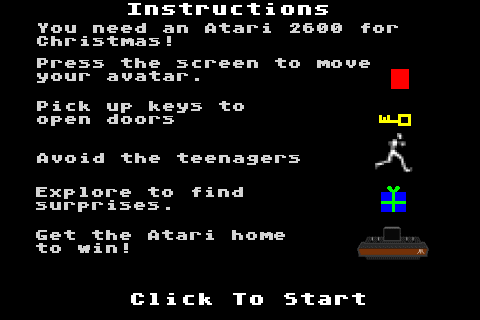 Instructions
You need an Atari 2600 for
Christmas!
Press the screen to move
your avatar.
Pick up keys to
open doors
Avoid the teenagers
Explore to find
surprises.
Get the Atari home
to win!
Click To Start